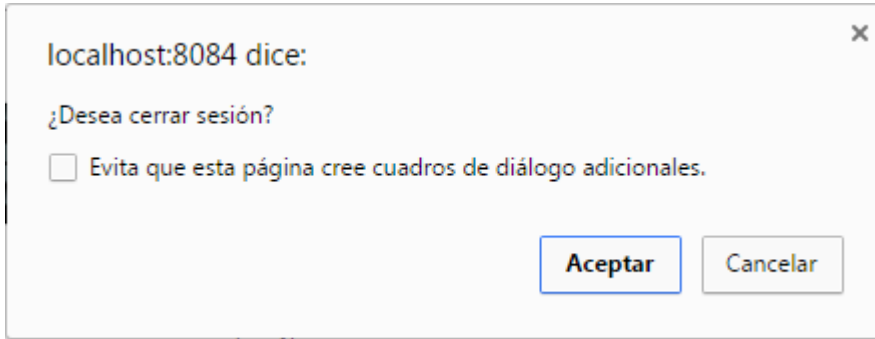 localhost:8084 dice:
¿Desea cerrar sesión?
Evita que esta página cree cuadros de diálogo adicionales.
Aceptar Cancelar